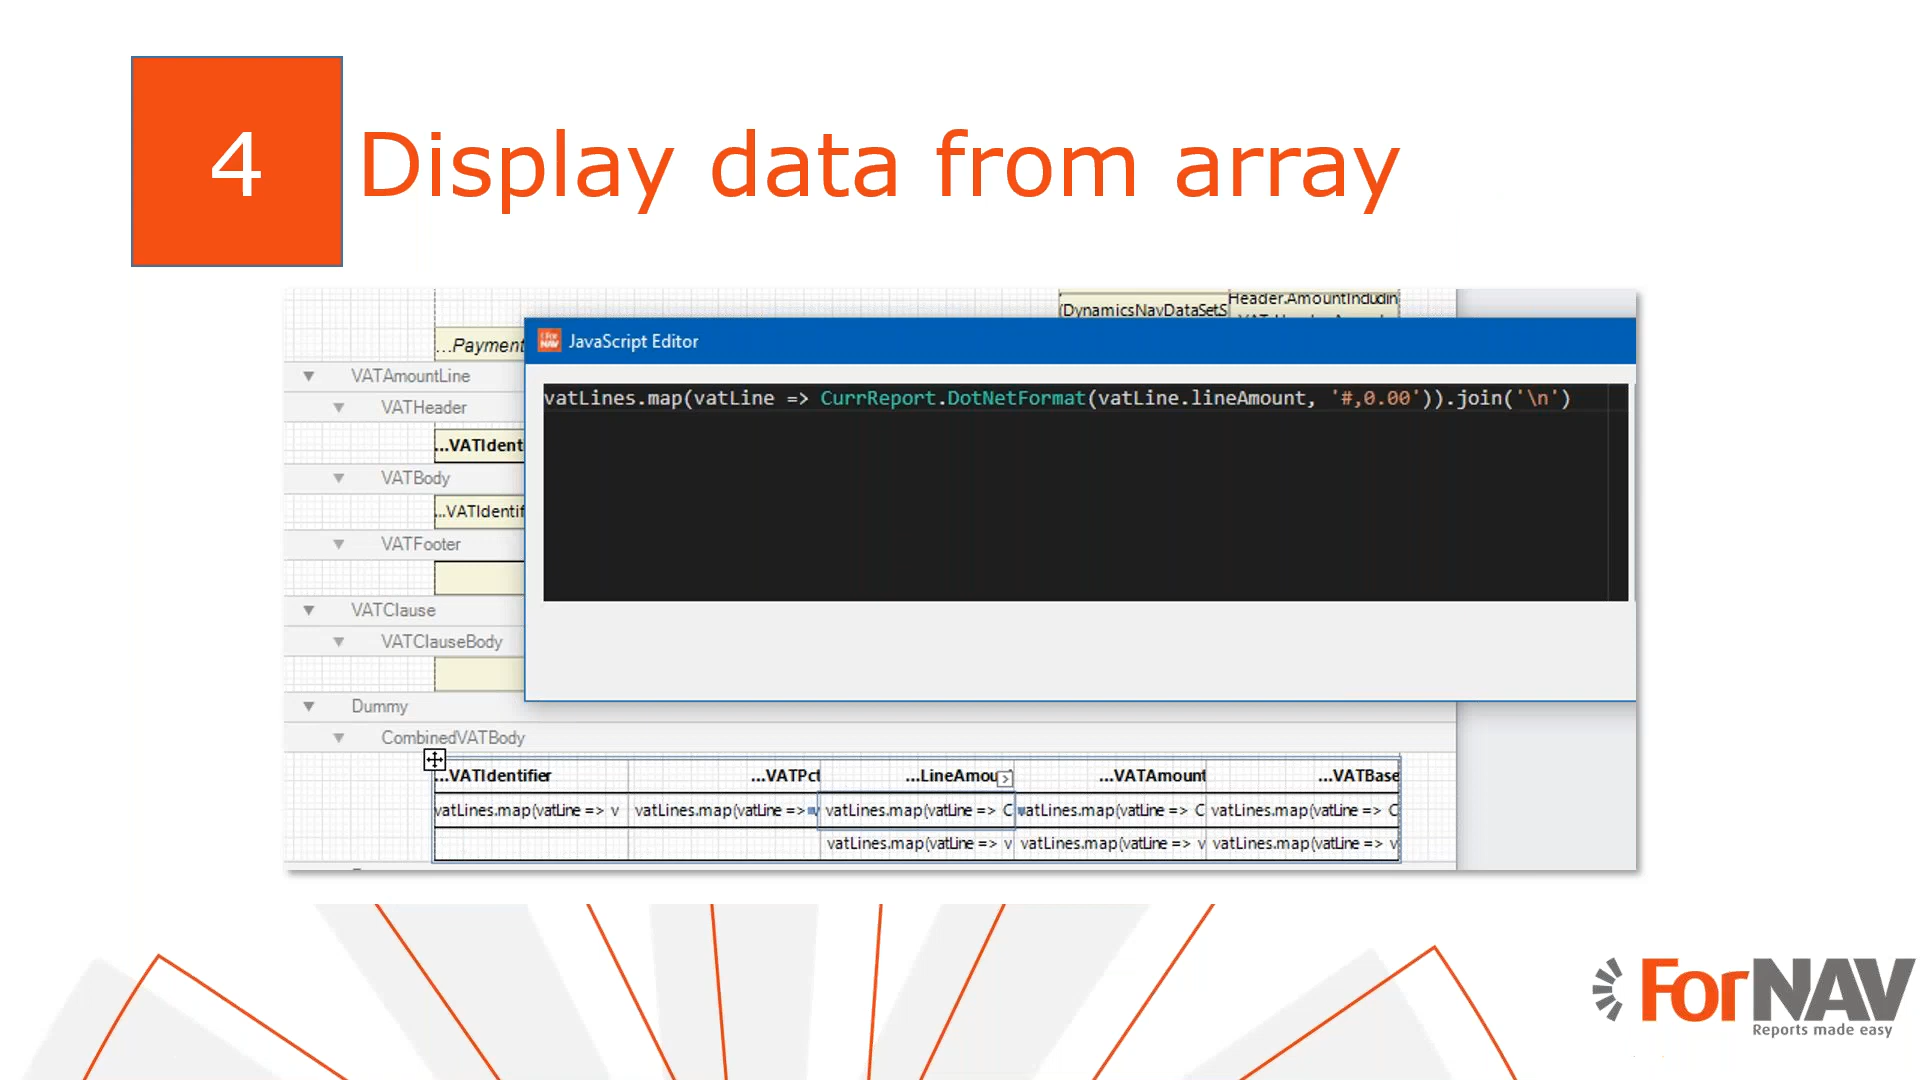 4
Display data from array
Header.AmountIncludin
(DynamicsNavDataSetS
...Payment
JavaScript Editor
vatLines.map(vatLine => CurrReport.DotNetFormat(vatLine.lineAmount, '#,0.00')).join('\n')
VATAmountLine
VATHeader
...VATIdent
VATBody
...VATIdentif
VATFooter
VATClause
VATClauseBody
Dummy
CombinedVATBody
...VATIdentifier ...VATPct ...LineAmou ...VATAmount ...VATBase
vatLines.map(vatLine => v vatLines.map(vatLine => vatLines.map(vatLine => C vatLines.map(vatLine => C vatLines.map(vatLine => C
vatLines.map(vatLine => v vatLines.map(vatLine => v vatLines.map(vatLine => v
ForNAV
Reports made easy